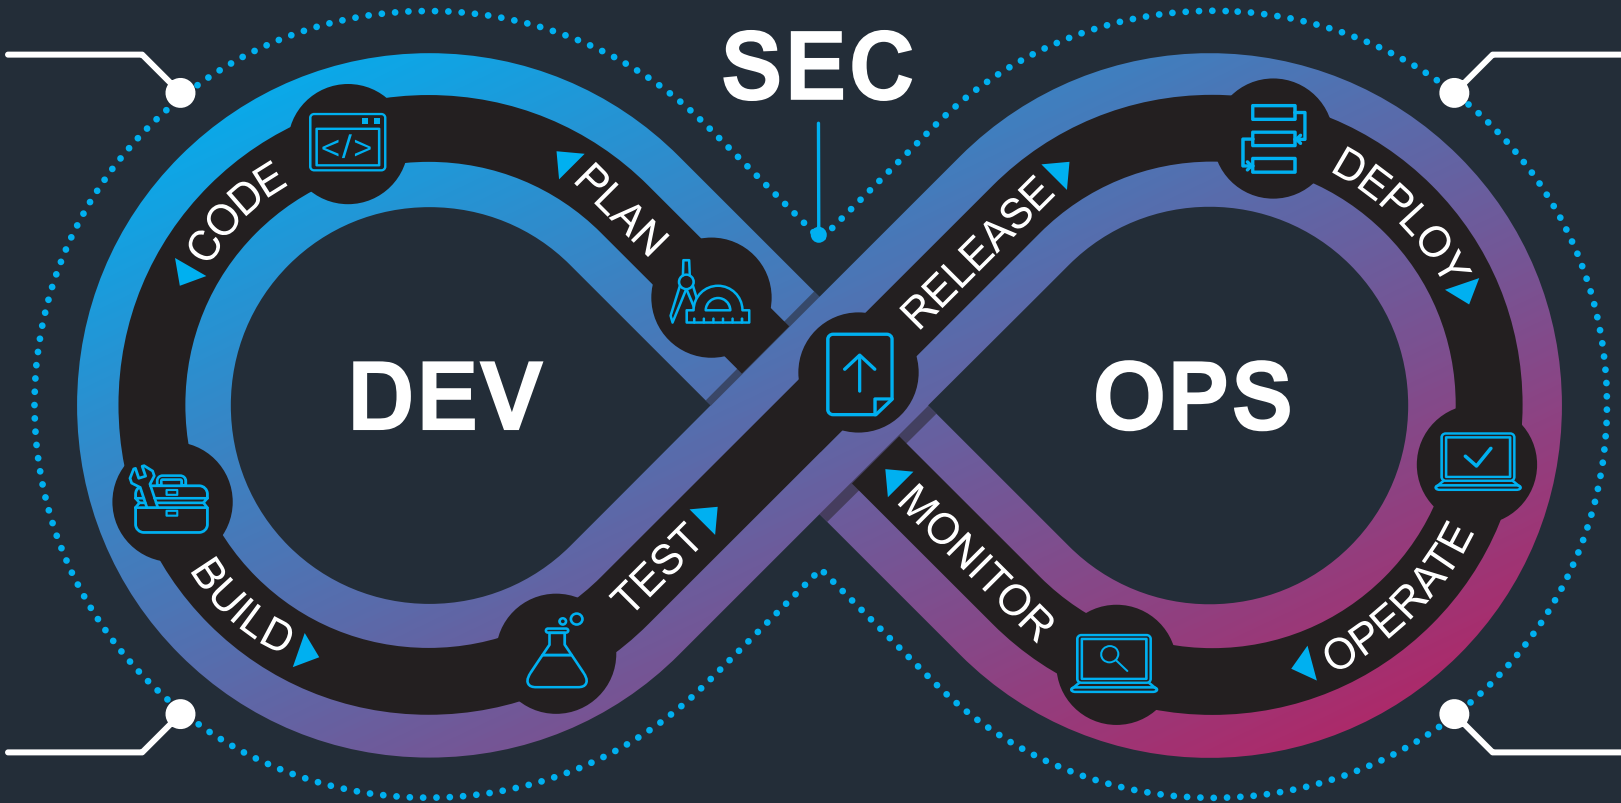 SEC
DEV
OPS
PLAN
CODE
</>
BUILD
TEST
RELEASE
DEPLOY
OPERATE
MONITOR